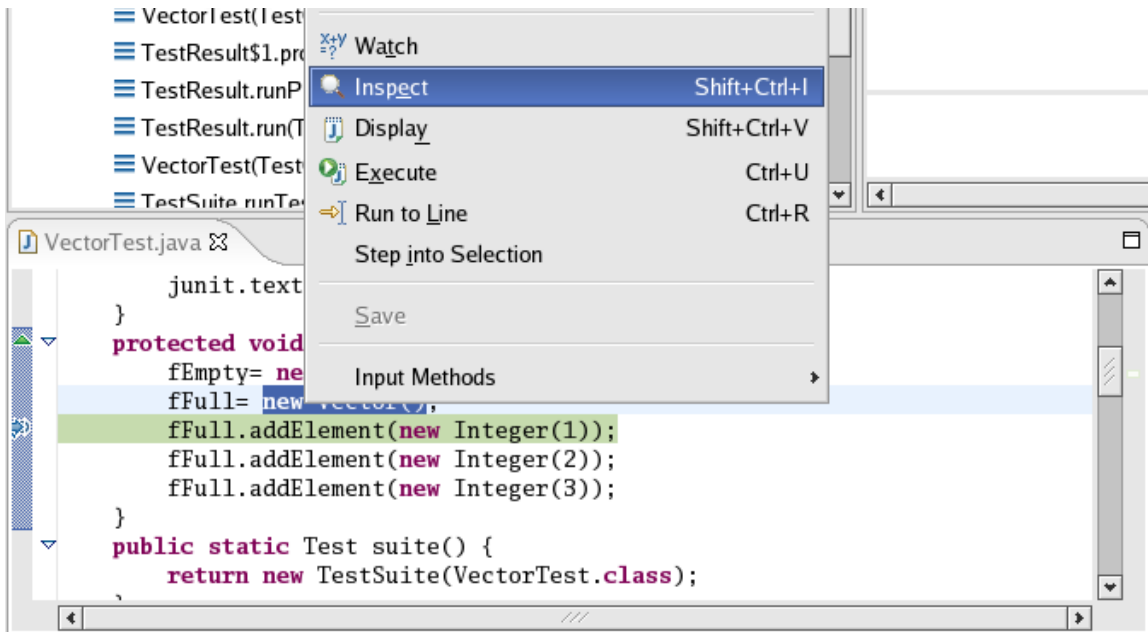 VectorTest(Test
TestResult$1.pro
TestResult.runP
TestResult.run(T
VectorTest(Test
TestSuite.runTe
x+y =? Watch
Inspect Shift+Ctrl+I
Display Shift+Ctrl+V
Execute Ctrl+U
Run to Line Ctrl+R
Step into Selection
Save
Input Methods
VectorTest.java
junit.text
}
protected void
fEmpty= ne
fFull= new Vector();
fFull.addElement(new Integer(1));
fFull.addElement(new Integer(2));
fFull.addElement(new Integer(3));
}
public static Test suite() {
return new TestSuite(VectorTest.class);
}